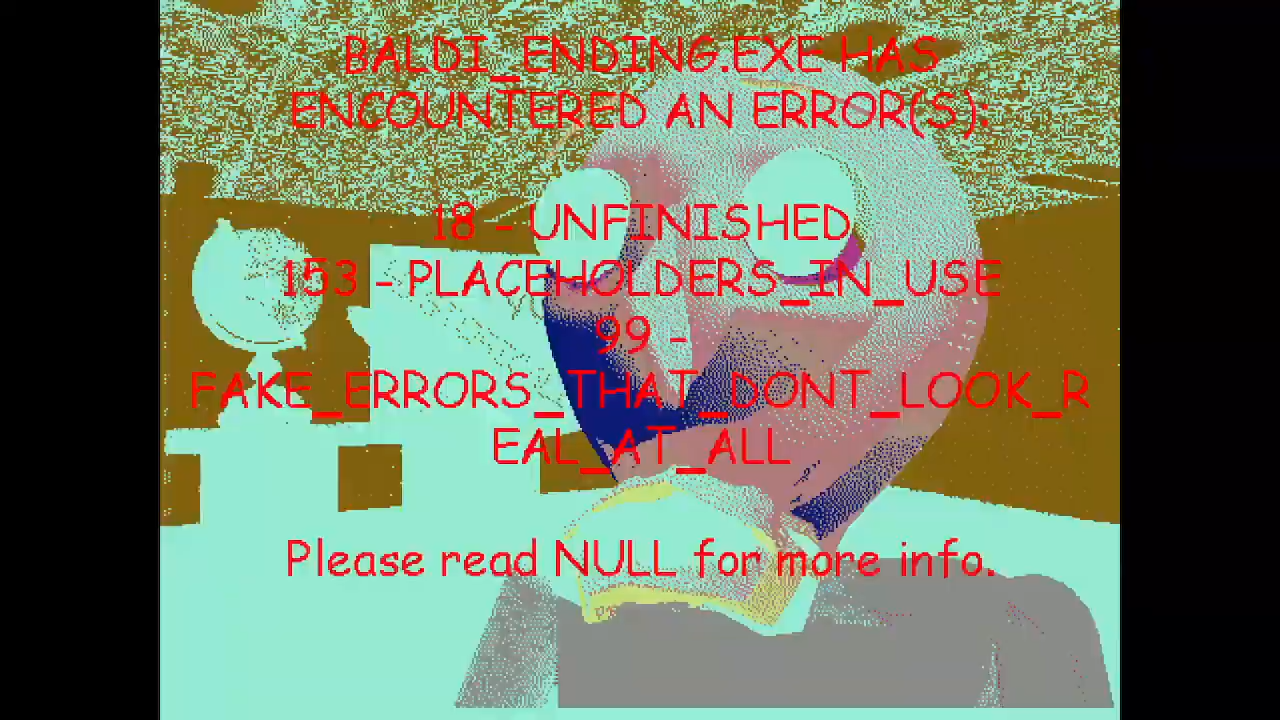 BALDI_ENDING.EXE HAS
ENCOUNTERED AN ERROR(S):
18 - UNFINISHED
153 - PLACEHOLDERS_IN_USE
99 -
FAKE_ERRORS_THAT_DONT_LOOK_R
EAL_AT_ALL
Please read NULL for more info.